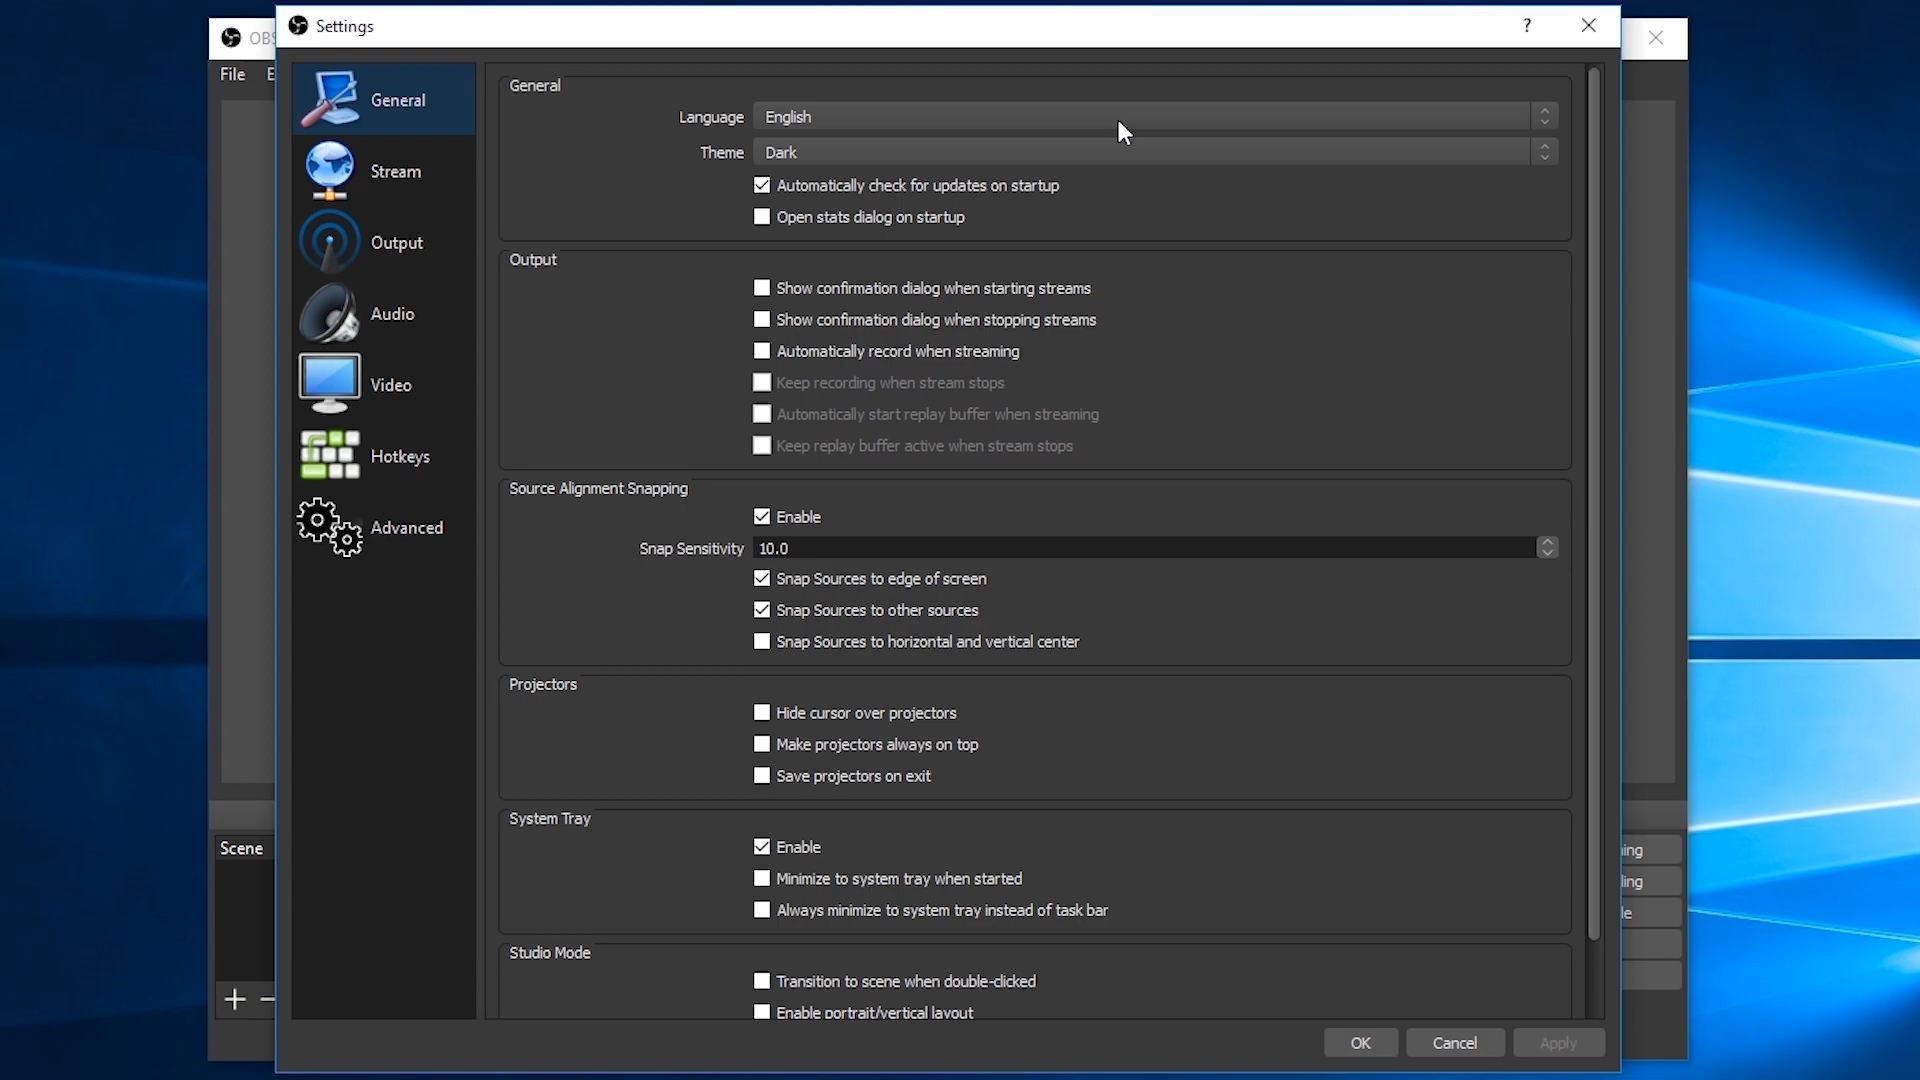 OBS
Settings
?
File
General
Stream
Output
Audio
Video
Hotkeys
Advanced
General
Language English
Theme Dark
Automatically check for updates on startup
Open stats dialog on startup
Output
Show confirmation dialog when starting streams
Show confirmation dialog when stopping streams
Automatically record when streaming
Keep recording when stream stops
Automatically start replay buffer when streaming
Keep replay buffer active when stream stops
Source Alignment Snapping
Enable
Snap Sensitivity 10.0
Snap Sources to edge of screen
Snap Sources to other sources
Snap Sources to horizontal and vertical center
Projectors
Hide cursor over projectors
Make projectors always on top
Save projectors on exit
System Tray
Enable
Minimize to system tray when started
Always minimize to system tray instead of task bar
Studio Mode
Transition to scene when double-clicked
Enable portrait/vertical layout
Scene
OK
Cancel
Apply